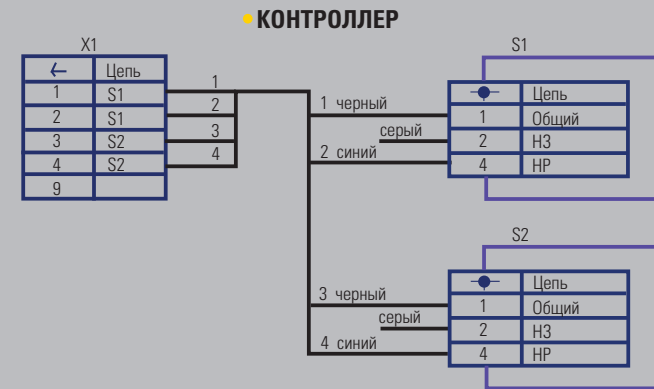 КОНТРОЛЛЕР
X1
Цепь
1 S1
2 S1
3 S2
4 S2
9
1
2
3
4
S1
1 черный
серый
2 синий
Цепь
1 Общий
2 НЗ
4 НР
S2
3 черный
серый
4 синий
Цепь
1 Общий
2 НЗ
4 НР